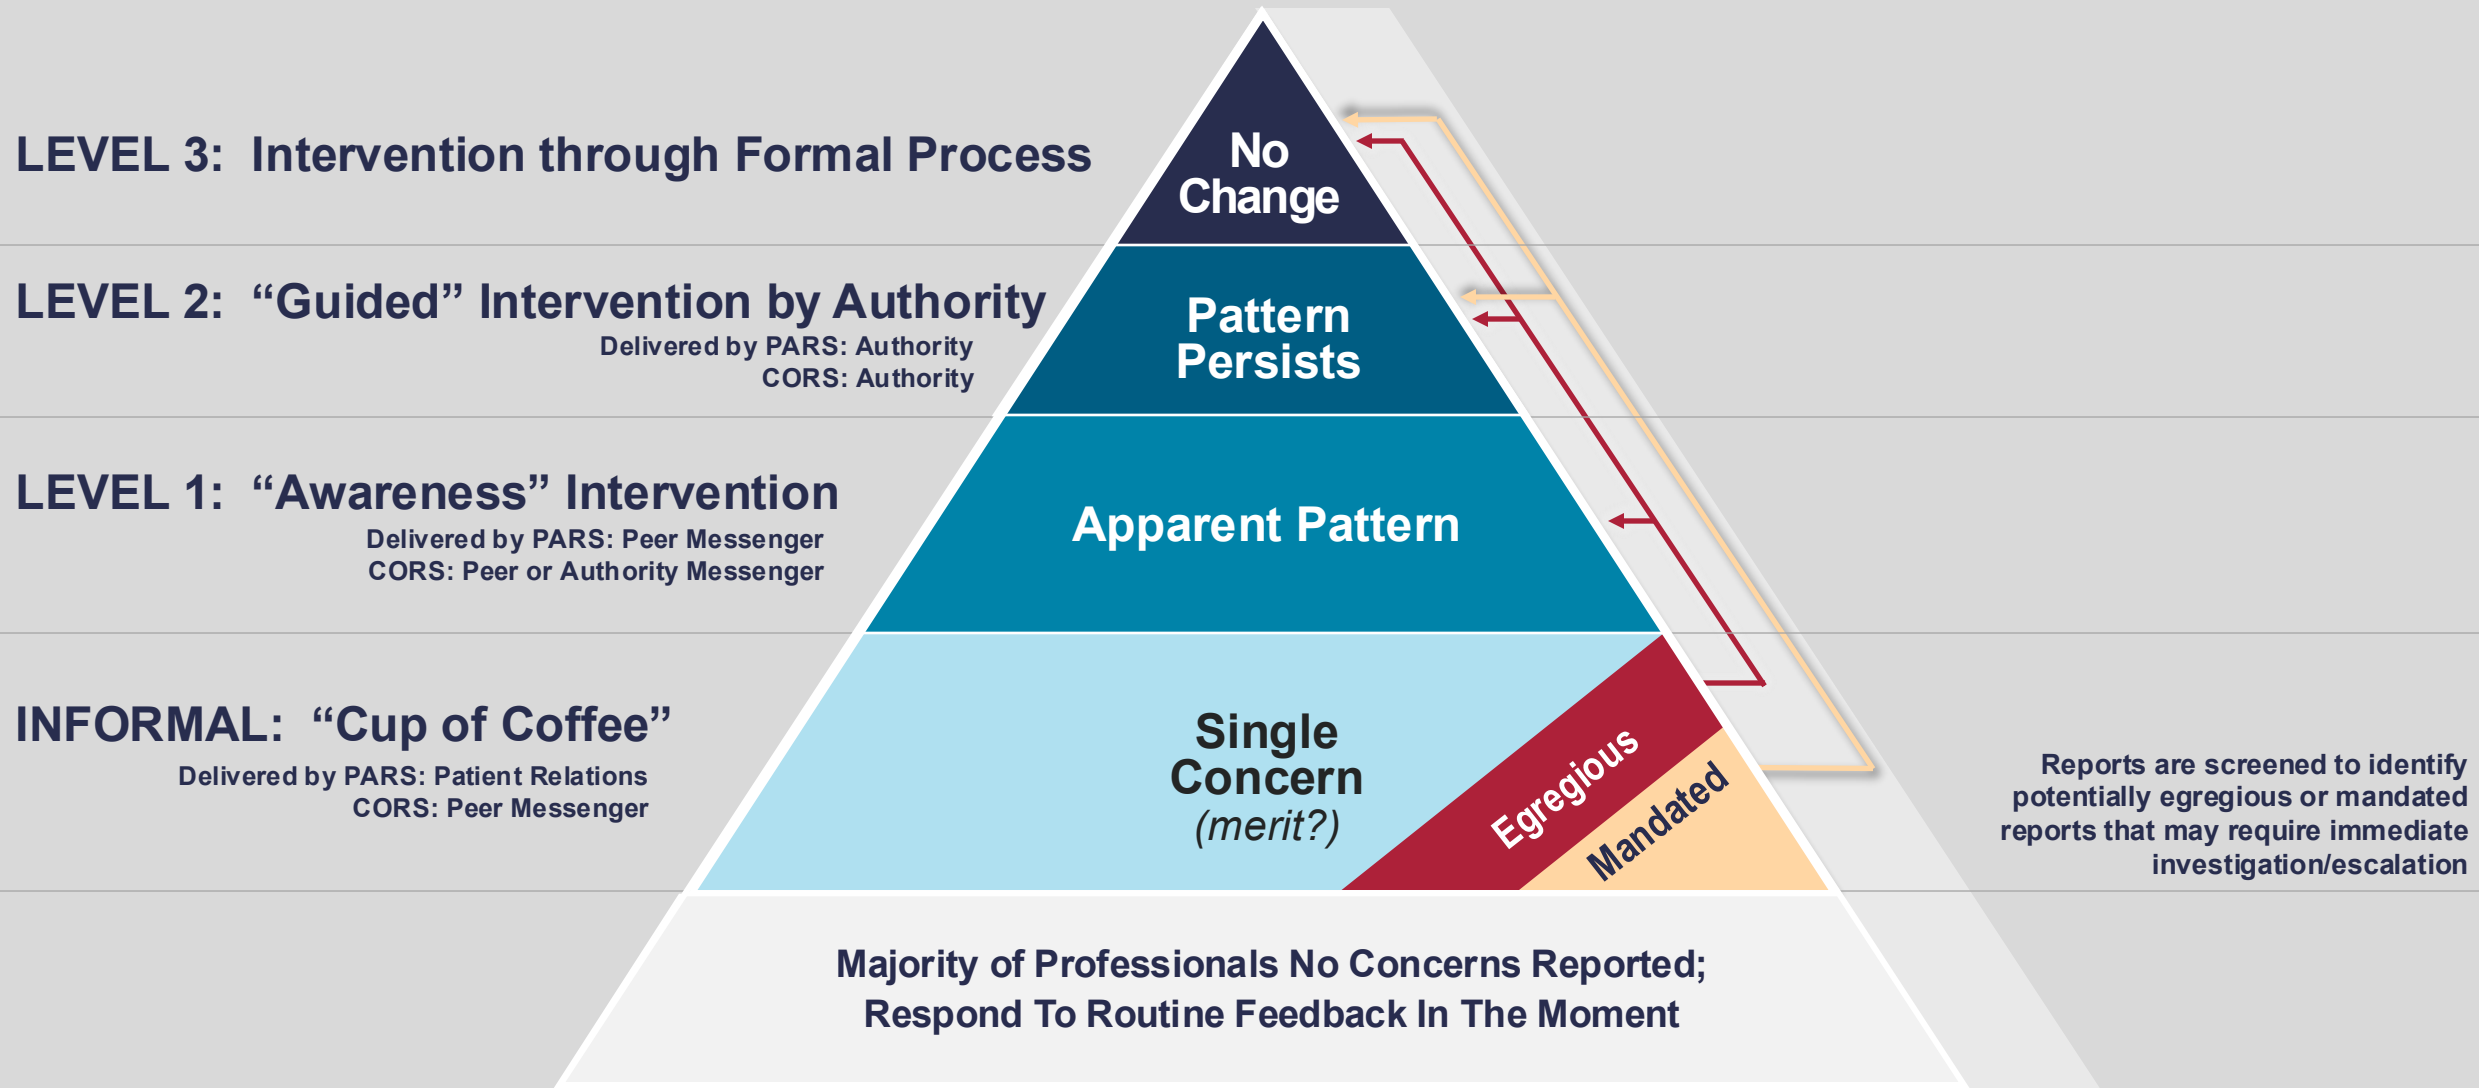 LEVEL 3: Intervention through Formal Process
No
Change
LEVEL 2: “Guided” Intervention by Authority
Delivered by PARS: Authority
CORS: Authority
Pattern
Persists
LEVEL 1: “Awareness” Intervention
Delivered by PARS: Peer Messenger
CORS: Peer or Authority Messenger
Apparent Pattern
INFORMAL: “Cup of Coffee”
Delivered by PARS: Patient Relations
CORS: Peer Messenger
Single
Concern
(merit?)
Egregious
Mandated
Reports are screened to identify
potentially egregious or mandated
reports that may require immediate
investigation/escalation
Majority of Professionals No Concerns Reported;
Respond To Routine Feedback In The Moment